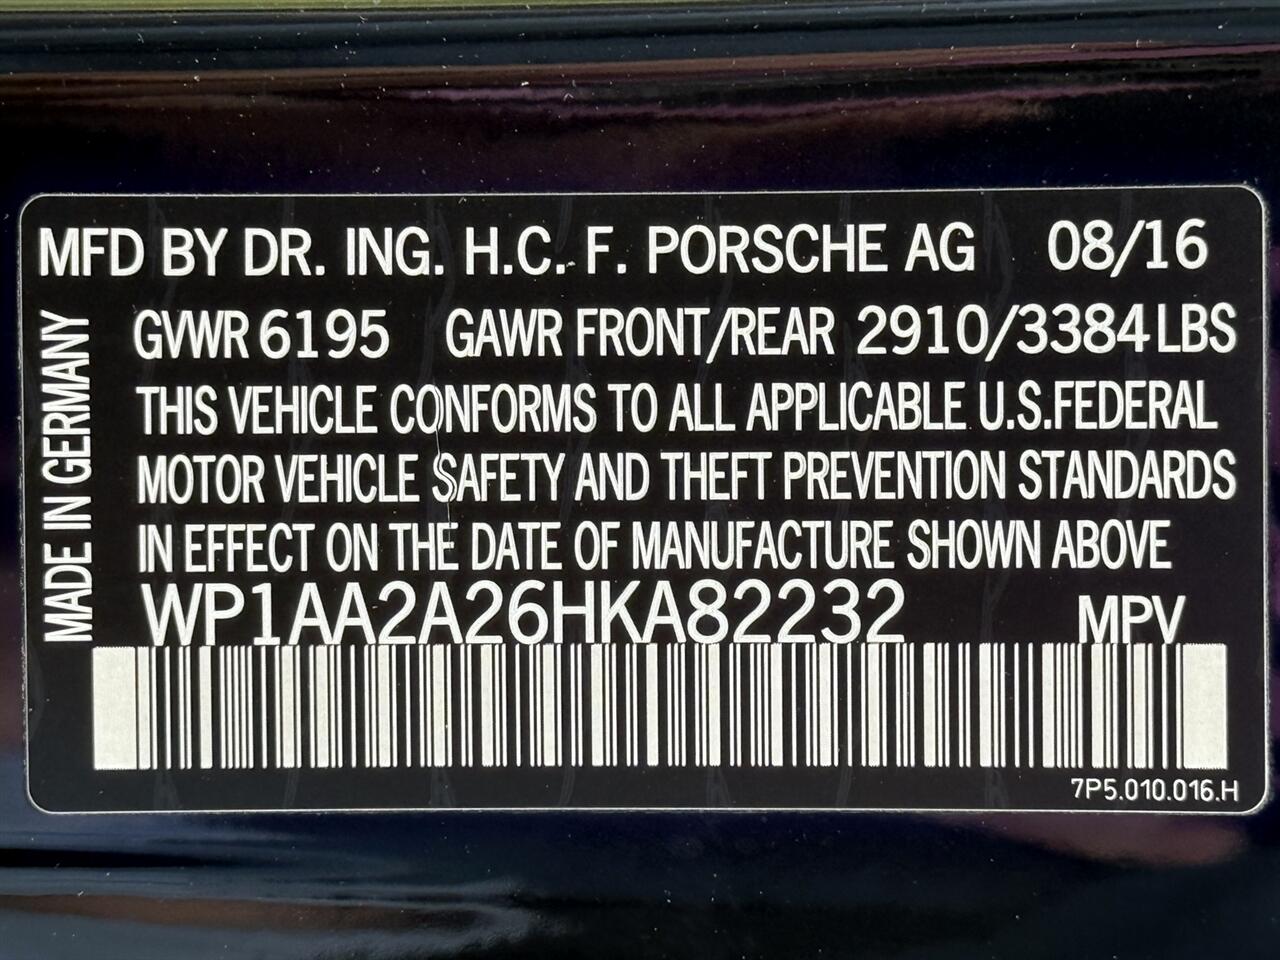 MFD BY DR. ING. H.C. F. PORSCHE AG 08/16
GVWR 6195 GAWR FRONT/REAR 2910/3384 LBS
THIS VEHICLE CONFORMS TO ALL APPLICABLE U.S.FEDERAL
MOTOR VEHICLE SAFETY AND THEFT PREVENTION STANDARDS
IN EFFECT ON THE DATE OF MANUFACTURE SHOWN ABOVE
WP1AA2A26HKA82232 MPV
MADE IN GERMANY
7P5.010.016.H